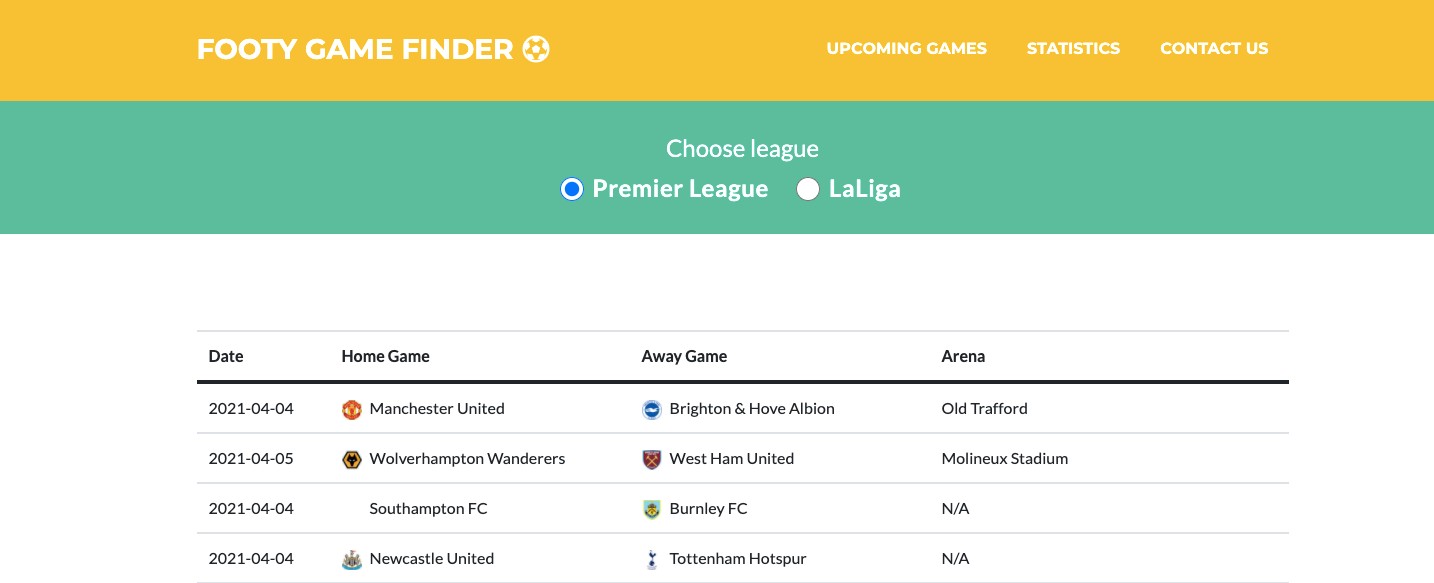 FOOTY GAME FINDER
UPCOMING GAMES STATISTICS CONTACT US
Choose league
Premier League LaLiga
Date Home Game Away Game Arena
2021-04-04 Manchester United Brighton & Hove Albion Old Trafford
2021-04-05 Wolverhampton Wanderers West Ham United Molineux Stadium
2021-04-04 Southampton FC Burnley FC N/A
2021-04-04 Newcastle United Tottenham Hotspur N/A